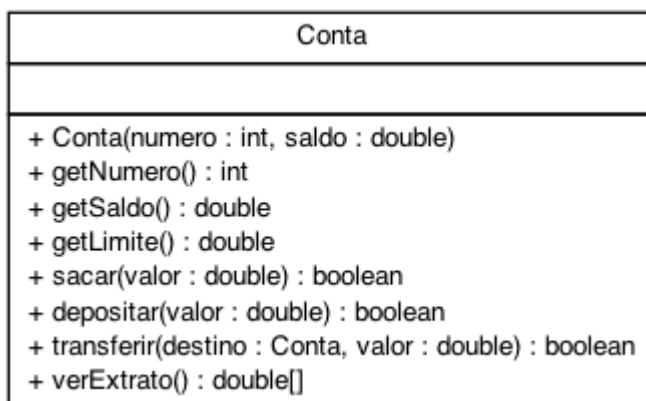 Conta
+ Conta(numero : int, saldo : double)
+ getNumero() : int
+ getSaldo() : double
+ getLimite() : double
+ sacar(valor : double) : boolean
+ depositar(valor : double) : boolean
+ transferir(destino : Conta, valor : double) : boolean
+ verExtrato() : double[]